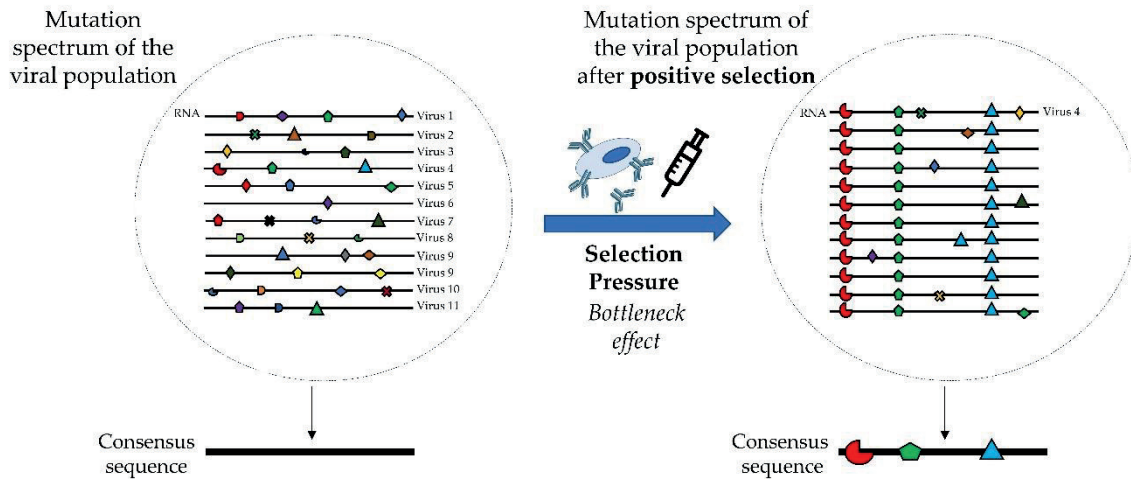 Mutation
spectrum of the
viral population
RNA
Virus 1
Virus 2
Virus 3
Virus 4
Virus 5
Virus 6
Virus 7
Virus 8
Virus 9
Virus 9
Virus 10
Virus 11
Consensus
sequence
Selection
Pressure
Bottleneck
effect
Mutation spectrum of
the viral population
after positive selection
RNA
Virus 4
Consensus
sequence